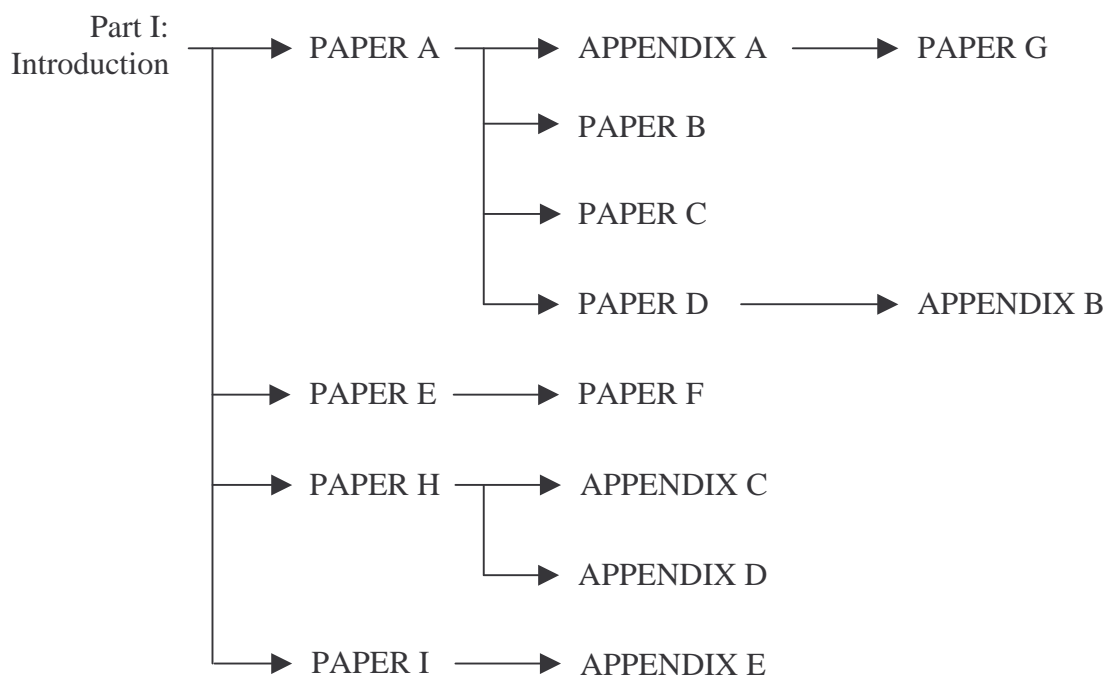 Part I:
Introduction
PAPER A
APPENDIX A
PAPER G
PAPER B
PAPER C
PAPER D
APPENDIX B
PAPER E
PAPER F
PAPER H
APPENDIX C
APPENDIX D
PAPER I
APPENDIX E